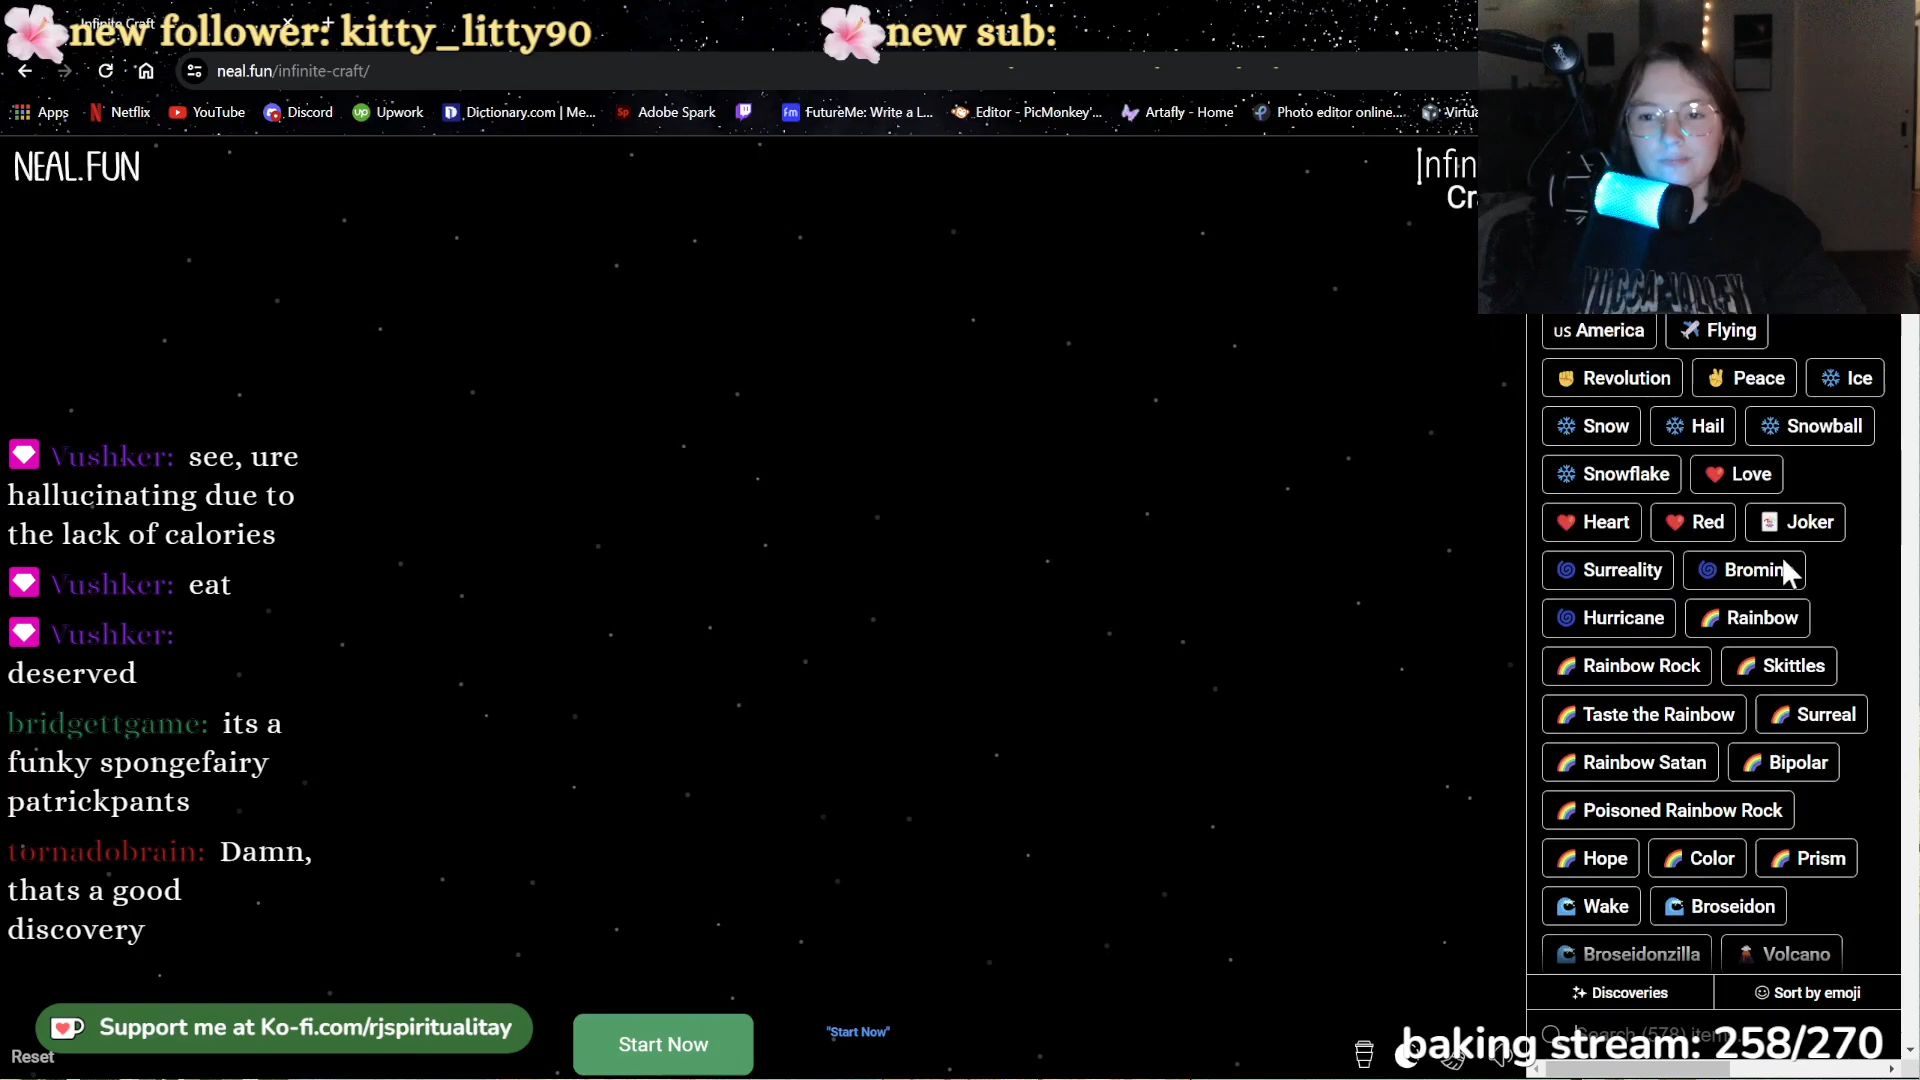 new follower: kitty_litty90
new sub:
neal.fun/infinite-craft/
Apps
Netflix
YouTube
Discord
Upwork
Dictionary.com | Me...
Adobe Spark
FutureMe: Write a L...
Editor - PicMonkey'...
Artafly - Home
Photo editor online....
Virtua
NEAL.FUN
Infin
Cr
US America
Flying
Revolution
Peace
Ice
Snow
Hail
Snowball
Snowflake
Love
Heart
Red
Joker
Surreality
Bromin
Hurricane
Rainbow
Rainbow Rock
Skittles
Taste the Rainbow
Surreal
Rainbow Satan
Bipolar
Poisoned Rainbow Rock
Hope
Color
Prism
Wake
Broseidon
Broseidonzilla
Volcano
Discoveries
Sort by emoji
Vushker: see, ure
hallucinating due to
the lack of calories
Vushker: eat
Vushker:
deserved
bridgettgame: its a
funky spongefairy
patrickpants
tornadobrain: Damn,
thats a good
discovery
Support me at Ko-fi.com/rjspiritualitay
Reset
Start Now
"Start Now"
baking stream: 258/270